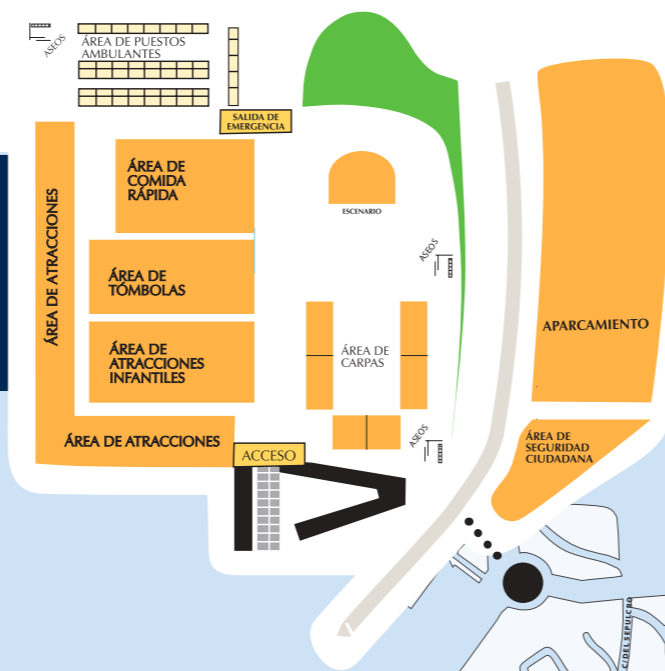 ASEOS
ÁREA DE PUESTOS
AMBULANTES
SALIDA DE
EMERGENCIA
ÁREA DE
COMIDA
RÁPIDA
ESCENARIO
ÁREA DE ATRACCIONES
ASEOS
ÁREA DE
TÓMBOLAS
APARCAMIENTO
ÁREA DE
ATRACCIONES
INFANTILES
ÁREA DE
CARPAS
ÁREA DE ATRACCIONES
ACCESO
ASEOS
ÁREA DE
SEGURIDAD
CIUDADANA
C/DEL SEPULCRO